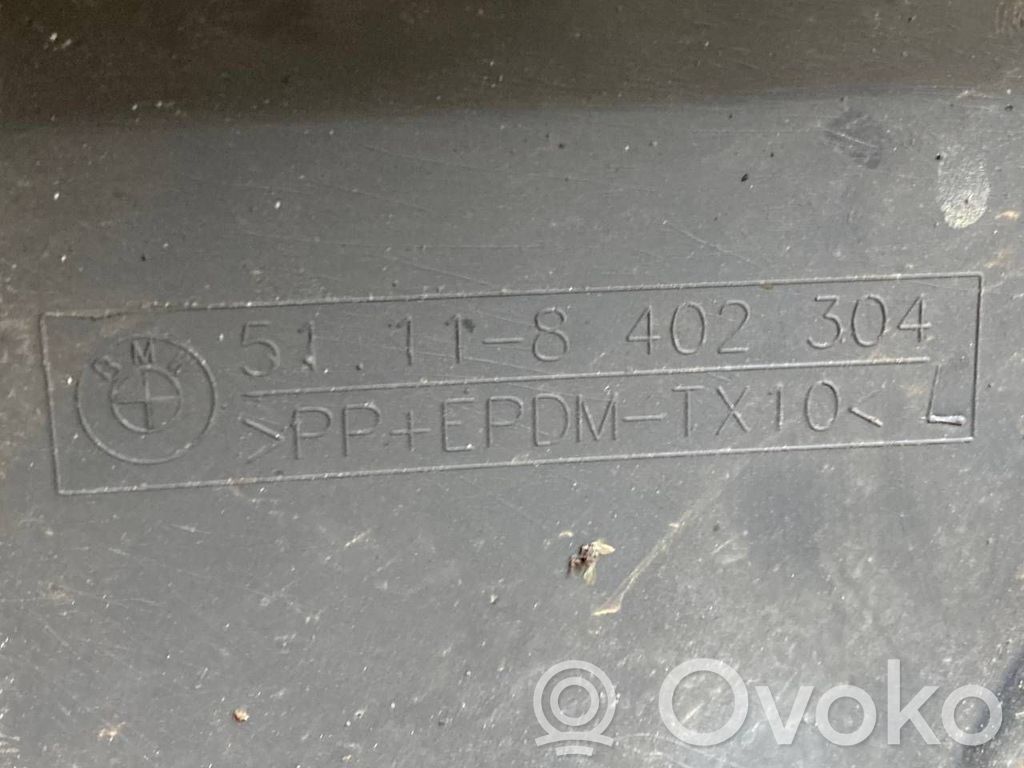 BMW
51.11-8 402 304
>PP+EPDM-TX10< L
Ovoko